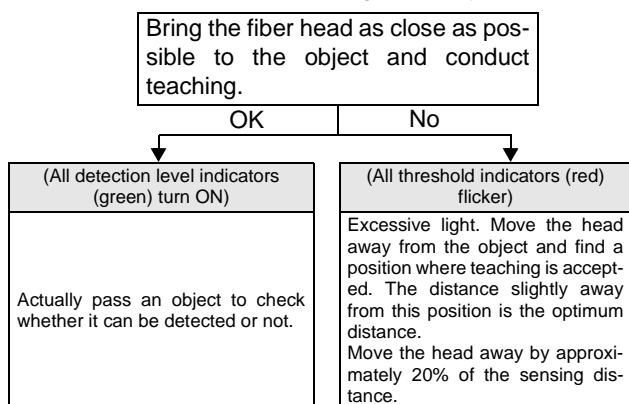 Bring the fiber head as close as pos-
sible to the object and conduct
teaching.
OK
No
(All detection level indicators
(green) turn ON)
Actually pass an object to check
whether it can be detected or not.
(All threshold indicators (red)
flicker)
Excessive light. Move the head
away from the object and find a
position where teaching is accept-
ed. The distance slightly away
from this position is the optimum
distance.
Move the head away by approxi-
mately 20% of the sensing dis-
tance.